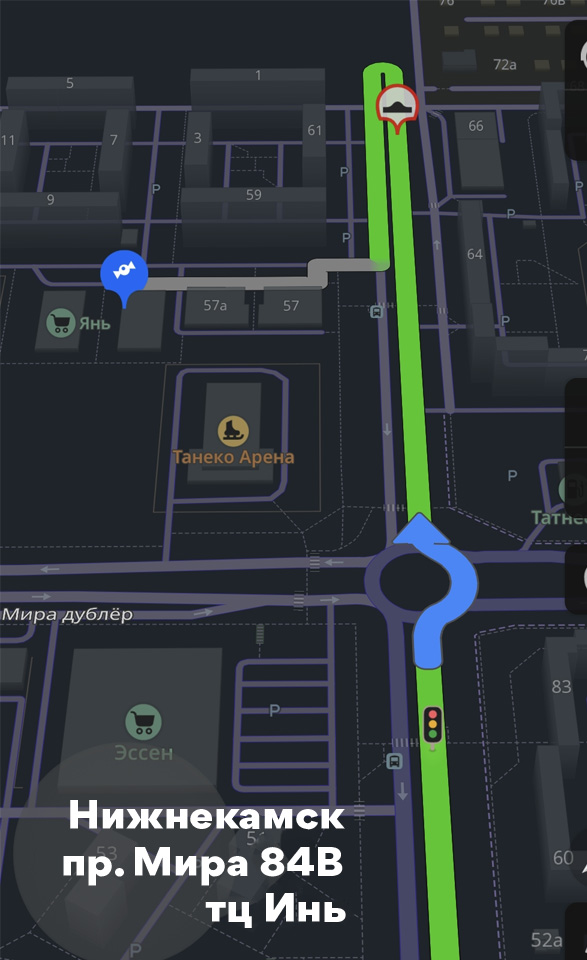 76
76В
72а
5
1
11
7
3
61
66
P
P
P
9
59
P
P
64
57а
57
Янь
P
Танеко Арена
P
Мира дублёр
83
P
Эссен
Нижнекамск
53
60
пр. Мира 84В
тц Инь
52а
P